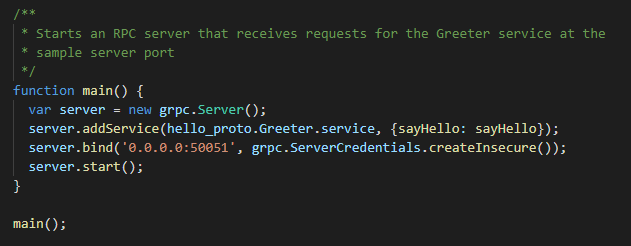 /**
 * Starts an RPC server that receives requests for the Greeter service at the
 * sample server port
 */
function main() {
  var server = new grpc.Server();
  server.addService(hello_proto.Greeter.service, {sayHello: sayHello});
  server.bind('0.0.0.0:50051', grpc.ServerCredentials.createInsecure());
  server.start();
}

main();